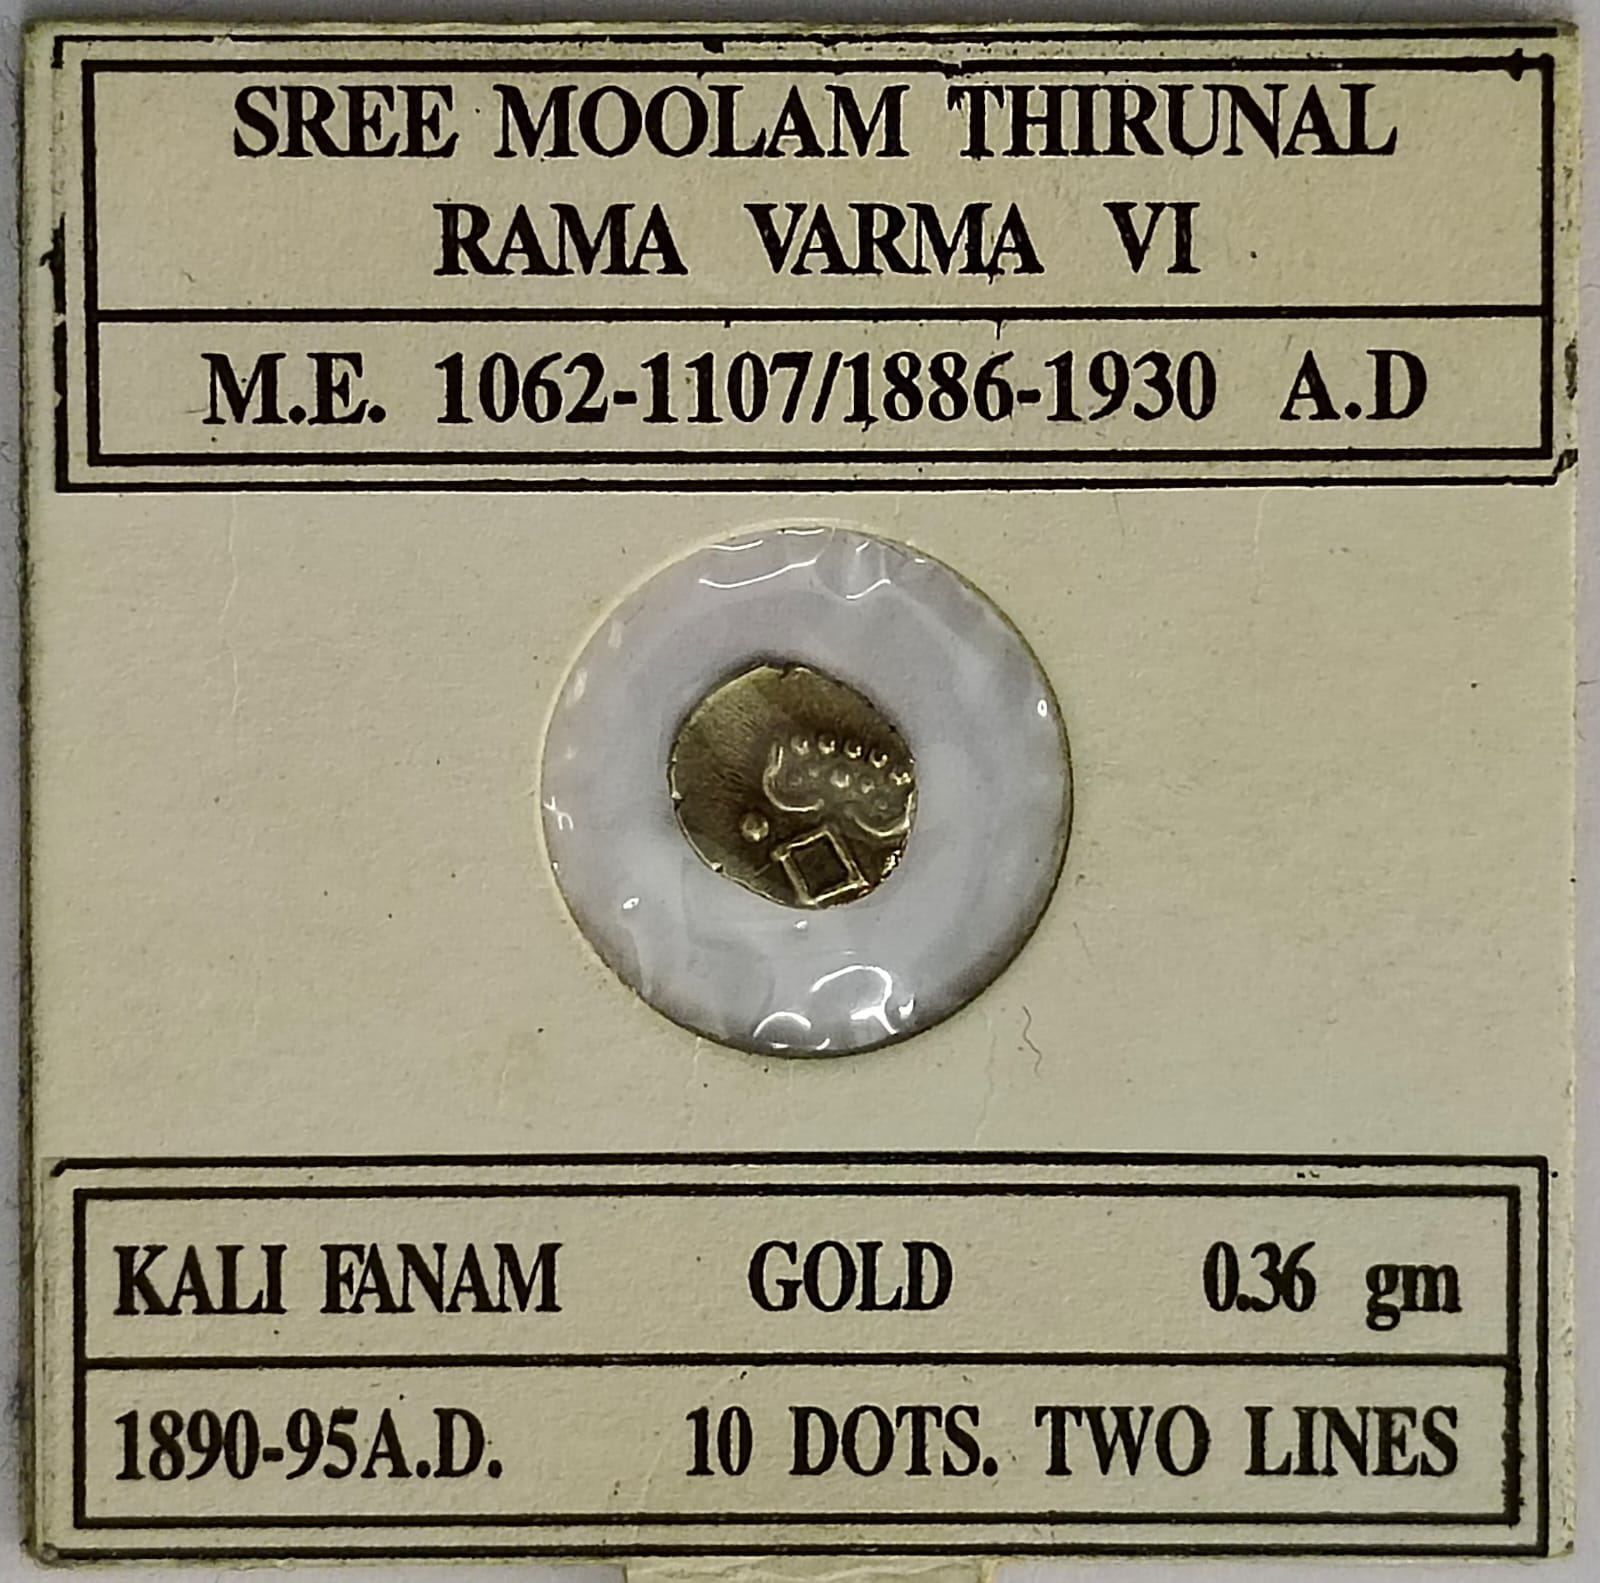 SREE MOOLAM THIRUNAL
RAMA VARMA VI
M.E. 1062-1107/1886-1930 A.D
KALI FANAM GOLD 0.36 gm
1890-95A.D. 10 DOTS. TWO LINES